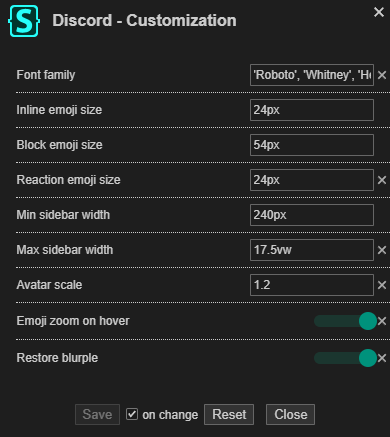 Discord - Customization
Font family 'Roboto', 'Whitney', 'He
Inline emoji size 24px
Block emoji size 54px
Reaction emoji size 24px
Min sidebar width 240px
Max sidebar width 17.5vw
Avatar scale 1.2
Emoji zoom on hover
Restore blurple
Save on change Reset Close